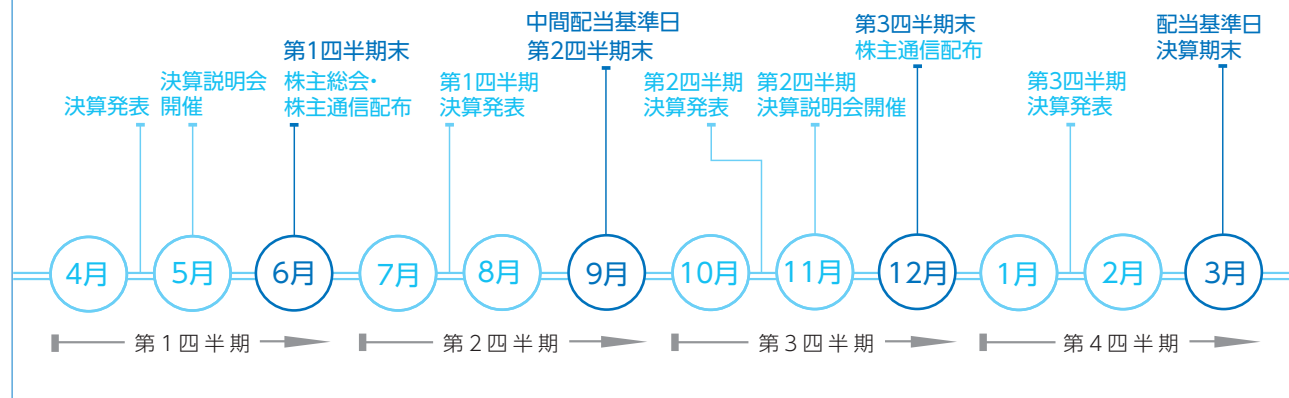 決算発表
決算説明会
開催
第1四半期末
株主総会・
株主通信配布
第1四半期
決算発表
中間配当基準日
第2四半期末
第2四半期
決算発表
第2四半期
決算説明会開催
第3四半期末
株主通信配布
第3四半期
決算発表
配当基準日
決算期末
4月
5月
6月
7月
8月
9月
10月
11月
12月
1月
2月
3月
第1四半期
第2四半期
第3四半期
第4四半期